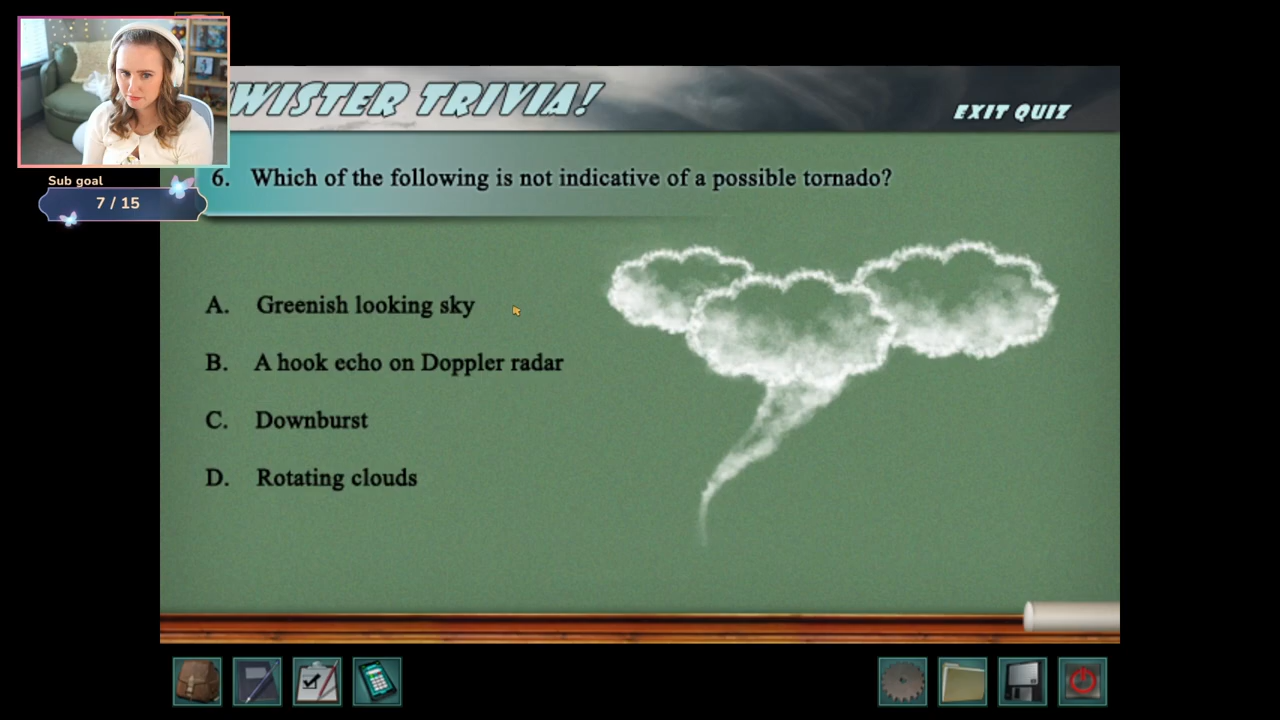 WISTER TRIVIA!
EXIT QUIZ
Sub goal
7 / 15
6. Which of the following is not indicative of a possible tornado?
A. Greenish looking sky
B. A hook echo on Doppler radar
C. Downburst
D. Rotating clouds